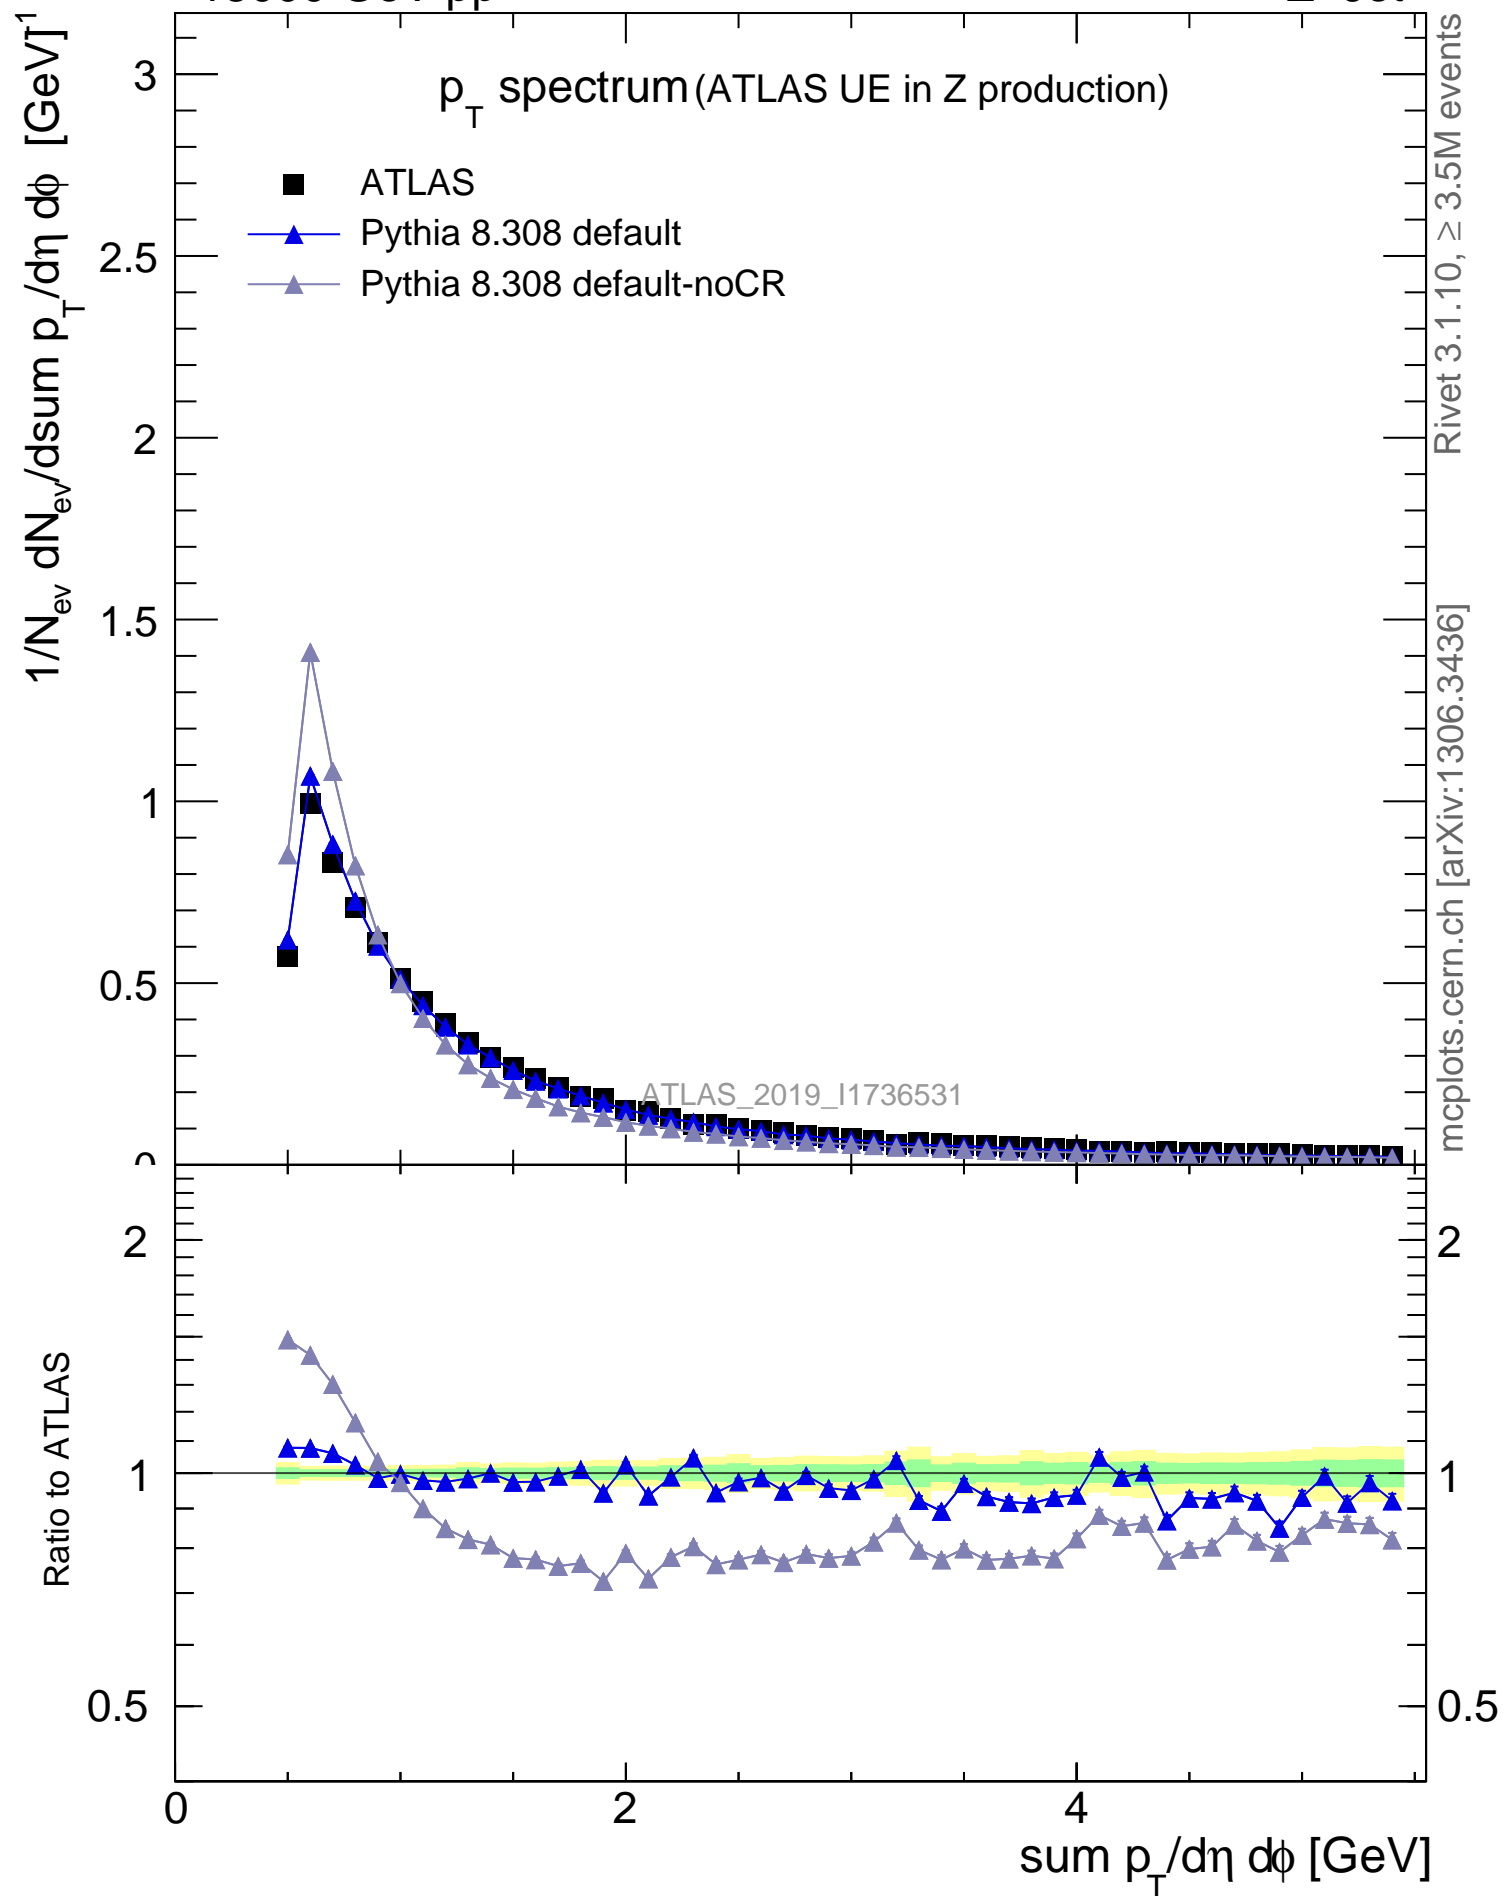 p_T spectrum (ATLAS UE in Z production)
ATLAS
Pythia 8.308 default
Pythia 8.308 default-noCR
1/N_ev dN_ev/dsum p_T/dη dϕ [GeV]^-1
3
2.5
2
1.5
1
0.5
0
ATLAS_2019_I1736531
Rivet 3.1.10, ≥ 3.5M events
mcplots.cern.ch [arXiv:1306.3436]
Ratio to ATLAS
2
1
0.5
2
1
0.5
0
2
4
sum p_T/dη dϕ [GeV]